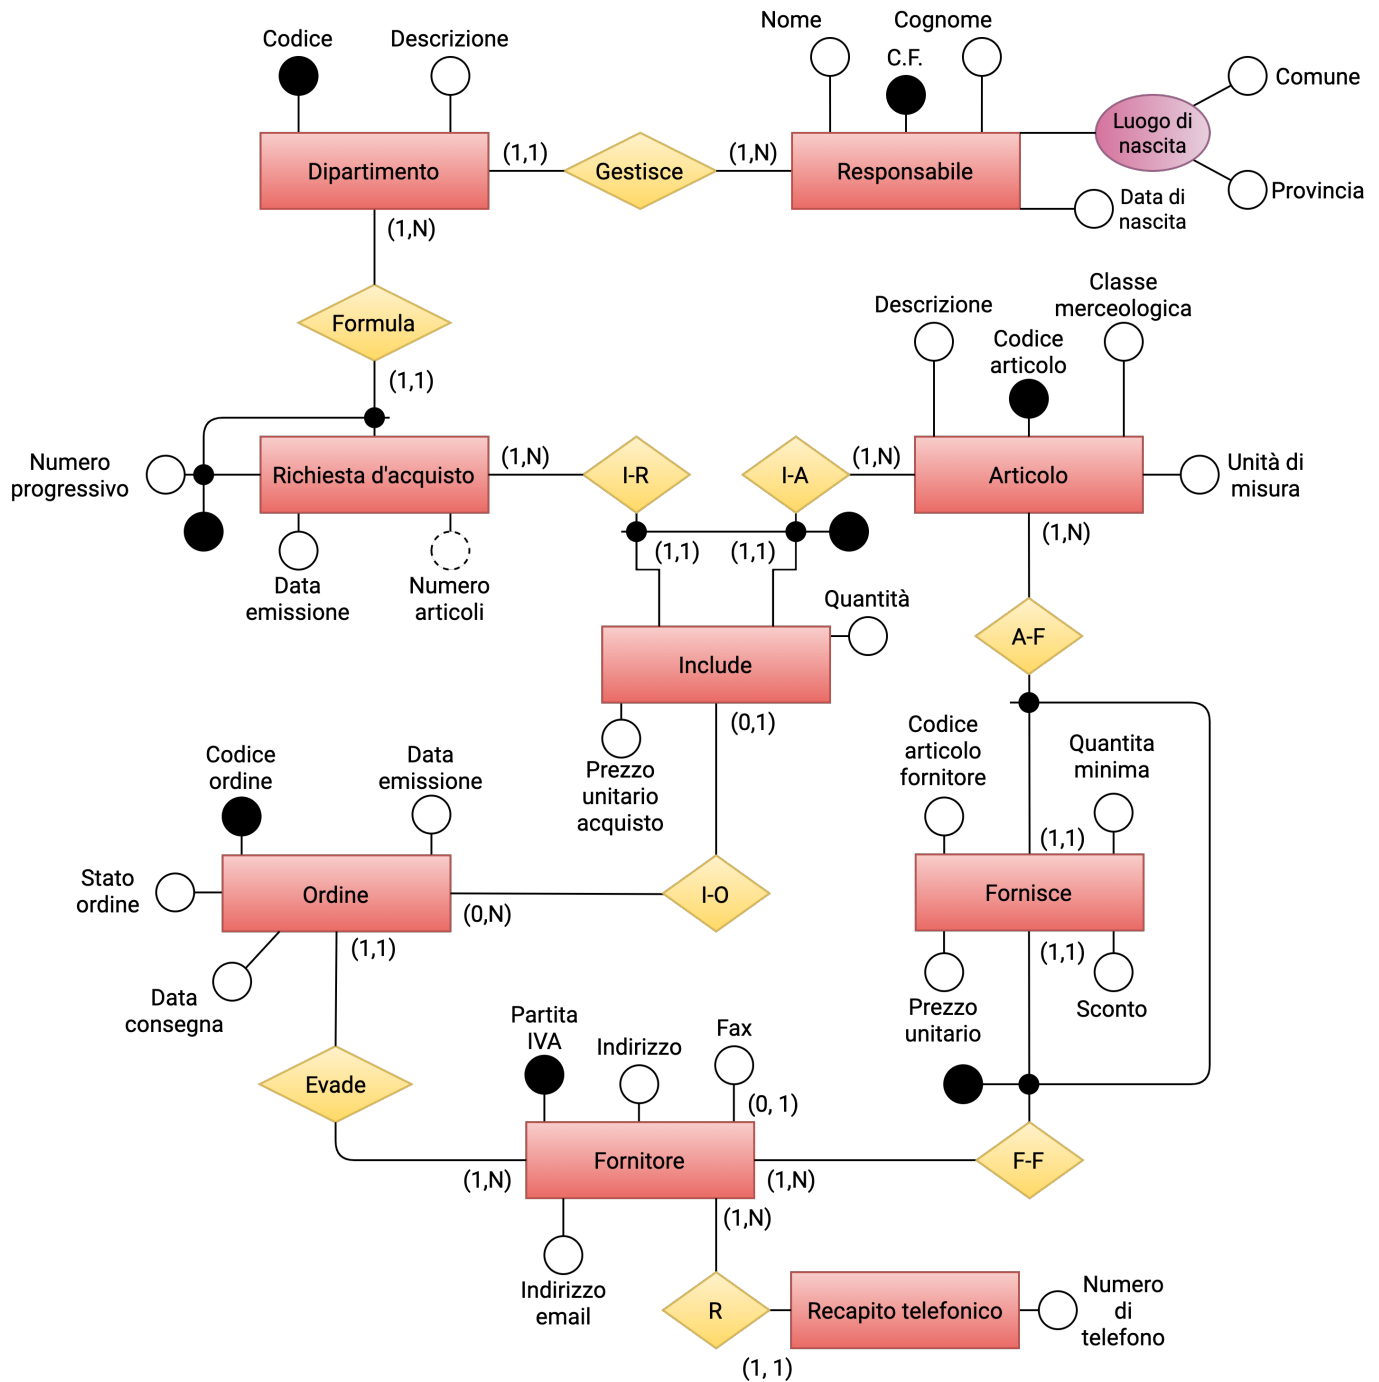 Nome
Cognome
Codice
Descrizione
C.F.
Comune
Luogo di
nascita
(1,1)
(1,N)
Dipartimento
Gestisce
Responsabile
Provincia
Data di
nascita
(1,N)
Classe
merceologica
Descrizione
Codice
articolo
Formula
(1,1)
Numero
progressivo
Richiesta d'acquisto
(1,N)
I-R
I-A
(1,N)
Articolo
Unità di
misura
(1,1)
(1,1)
(1,N)
Data
emissione
Numero
articoli
Quantità
A-F
Include
(0,1)
Codice
articolo
fornitore
Quantita
minima
Codice
ordine
Data
emissione
Prezzo
unitario
acquisto
(1,1)
Stato
ordine
Ordine
(0,N)
I-O
Fornisce
(1,1)
(1,1)
Data
consegna
Prezzo
unitario
Sconto
Partita
IVA
Indirizzo
Fax
Evade
(0, 1)
(1,N)
Fornitore
(1,N)
F-F
(1,N)
Indirizzo
email
R
Recapito telefonico
Numero
di
telefono
(1, 1)